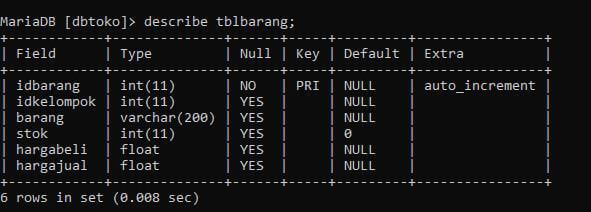 MariaDB [dbtoko]> describe tblbarang;
+------------+--------------+------+-----+---------+----------------+
| Field      | Type         | Null | Key | Default | Extra          |
+------------+--------------+------+-----+---------+----------------+
| idbarang   | int(11)      | NO   | PRI | NULL    | auto_increment |
| idkelompok | int(11)      | YES  |     | NULL    |                |
| barang     | varchar(200) | YES  |     | NULL    |                |
| stok       | int(11)      | YES  |     | 0       |                |
| hargabeli  | float        | YES  |     | NULL    |                |
| hargajual  | float        | YES  |     | NULL    |                |
+------------+--------------+------+-----+---------+----------------+
6 rows in set (0.008 sec)